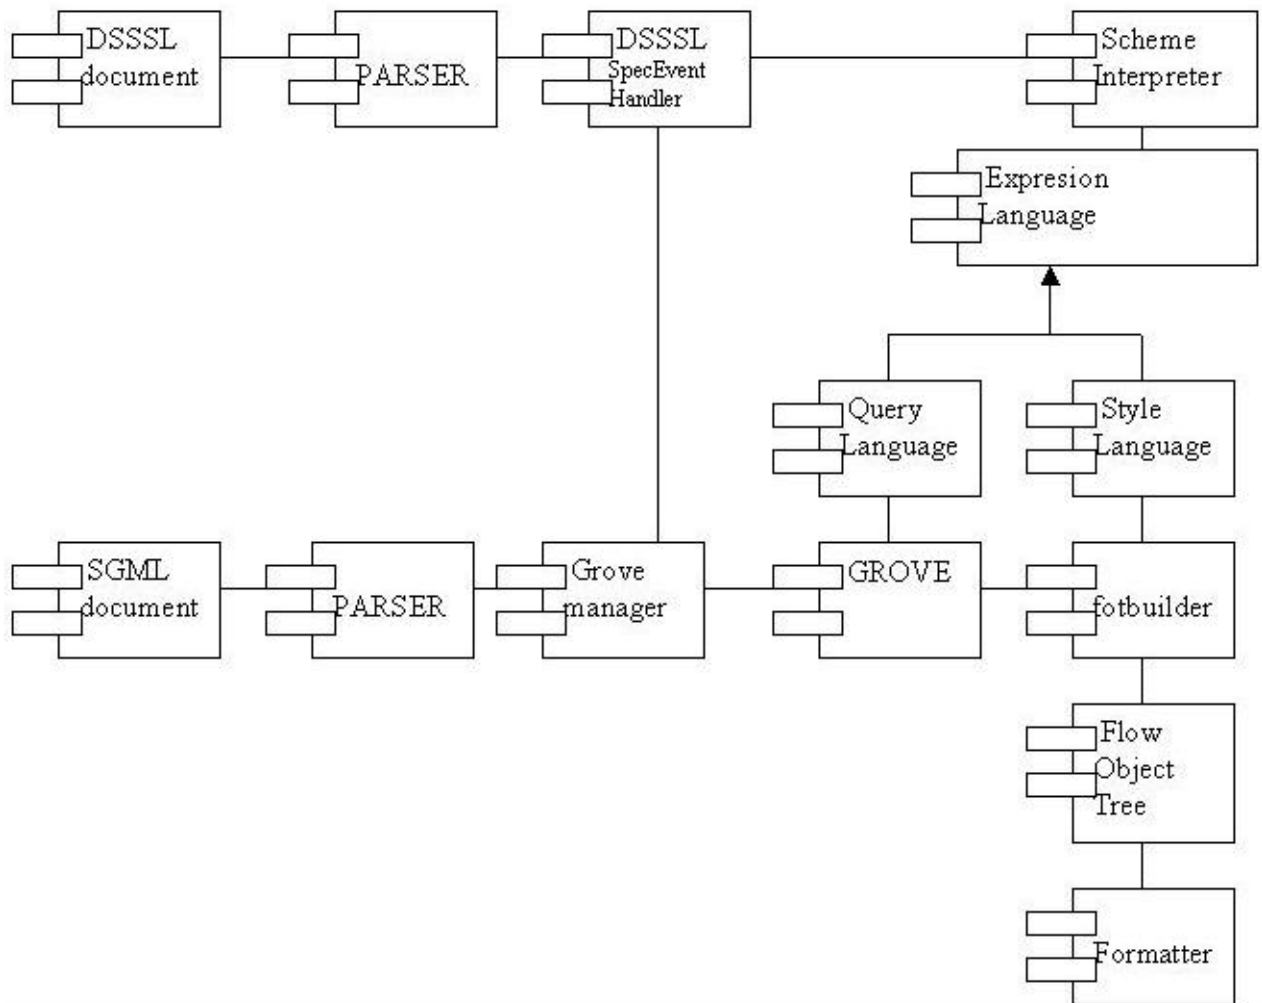 DSSSL
document
PARSER
DSSSL
SpecEvent
Handler
Scheme
Interpreter
Expresion
Language
Query
Language
Style
Language
SGML
document
PARSER
Grove
manager
GROVE
fotbuilder
Flow
Object
Tree
Formatter